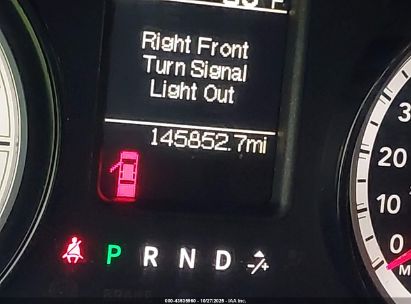 Right Front
Turn Signal
Light Out
145852.7mi
P R N D -/+
30
20
10
0
M